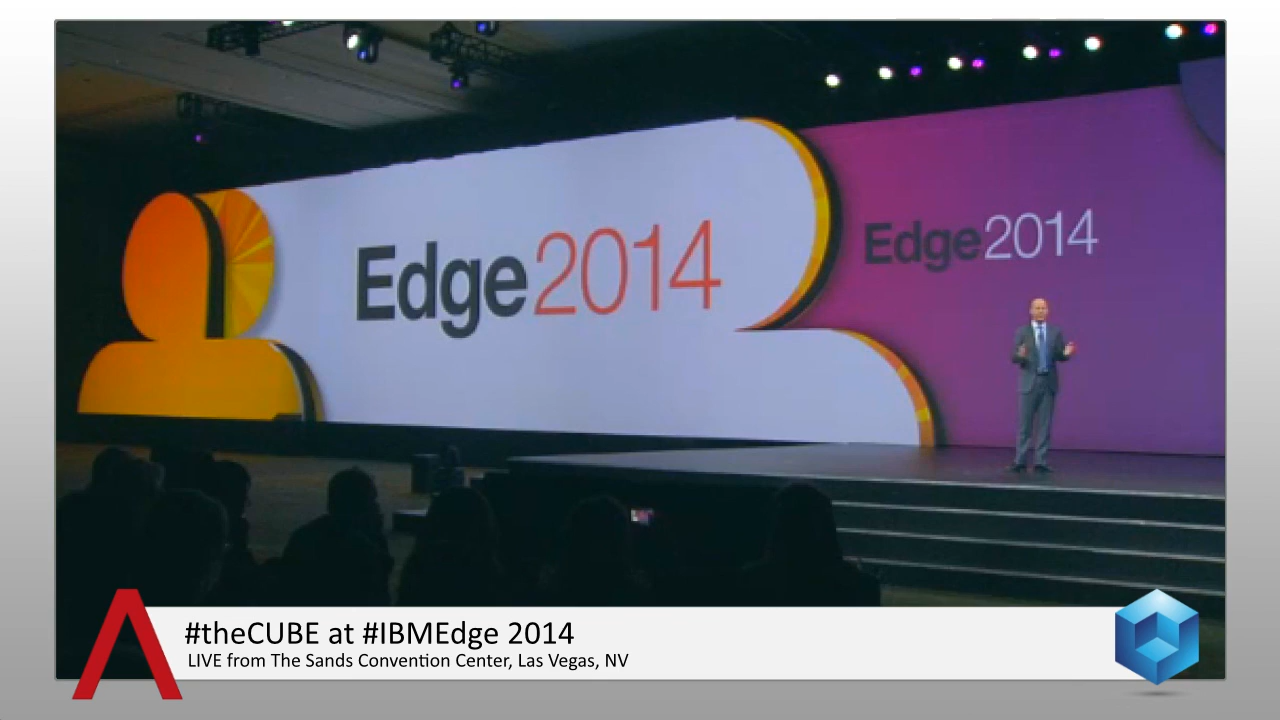 Edge2014
Edge2014
#theCUBE at #IBMEdge 2014
LIVE from The Sands Convention Center, Las Vegas, NV